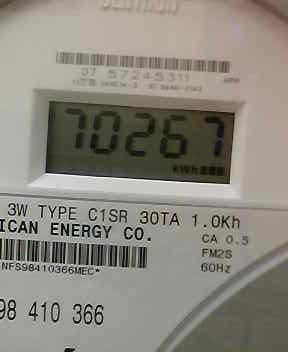 CENTRON
07 57245311
70267
kWh
3W TYPE C1SR 30TA 1.0Kh
ICAN ENERGY CO.
CA 0.5
FM2S
60Hz
*NFS98410366MEC*
98 410 366